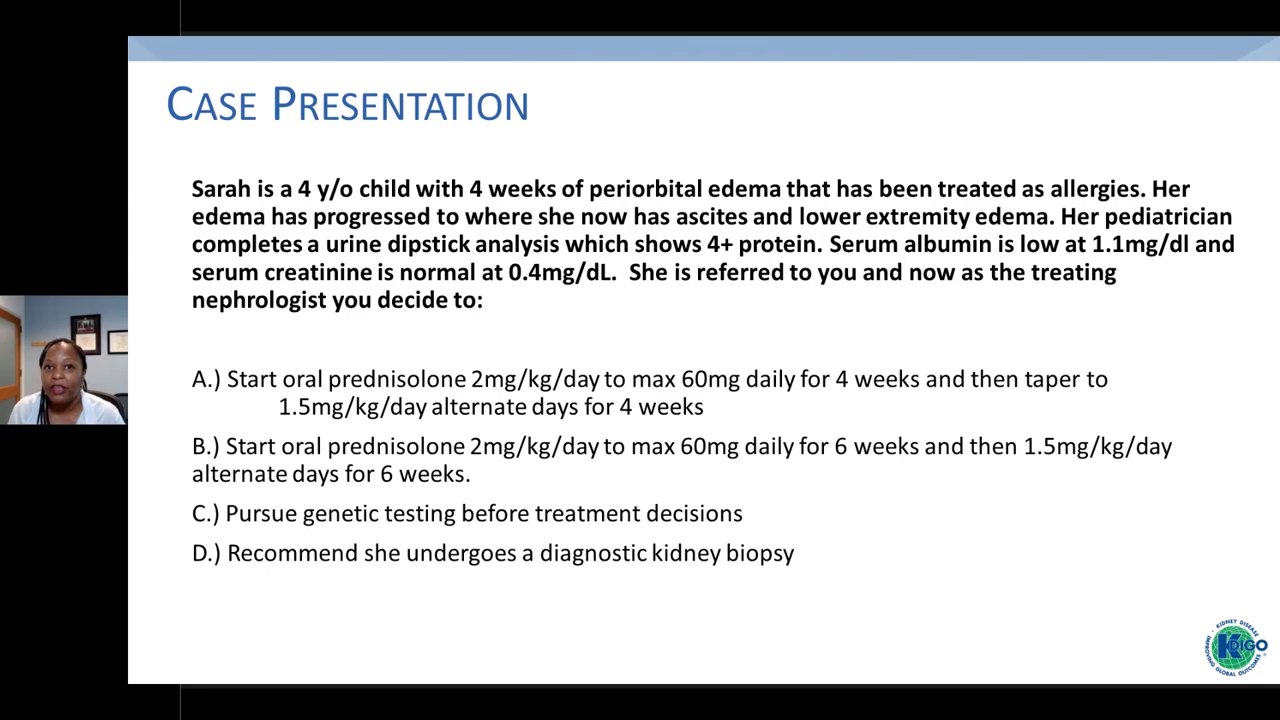 CASE PRESENTATION
Sarah is a 4 y/o child with 4 weeks of periorbital edema that has been treated as allergies. Her
edema has progressed to where she now has ascites and lower extremity edema. Her pediatrician
completes a urine dipstick analysis which shows 4+ protein. Serum albumin is low at 1.1mg/dl and
serum creatinine is normal at 0.4mg/dL. She is referred to you and now as the treating
nephrologist you decide to:
A.) Start oral prednisolone 2mg/kg/day to max 60mg daily for 4 weeks and then taper to
1.5mg/kg/day alternate days for 4 weeks
B.) Start oral prednisolone 2mg/kg/day to max 60mg daily for 6 weeks and then 1.5mg/kg/day
alternate days for 6 weeks.
C.) Pursue genetic testing before treatment decisions
D.) Recommend she undergoes a diagnostic kidney biopsy
KIDNEY DISEASE
KDIGO
IMPROVING GLOBAL OUTCOMES